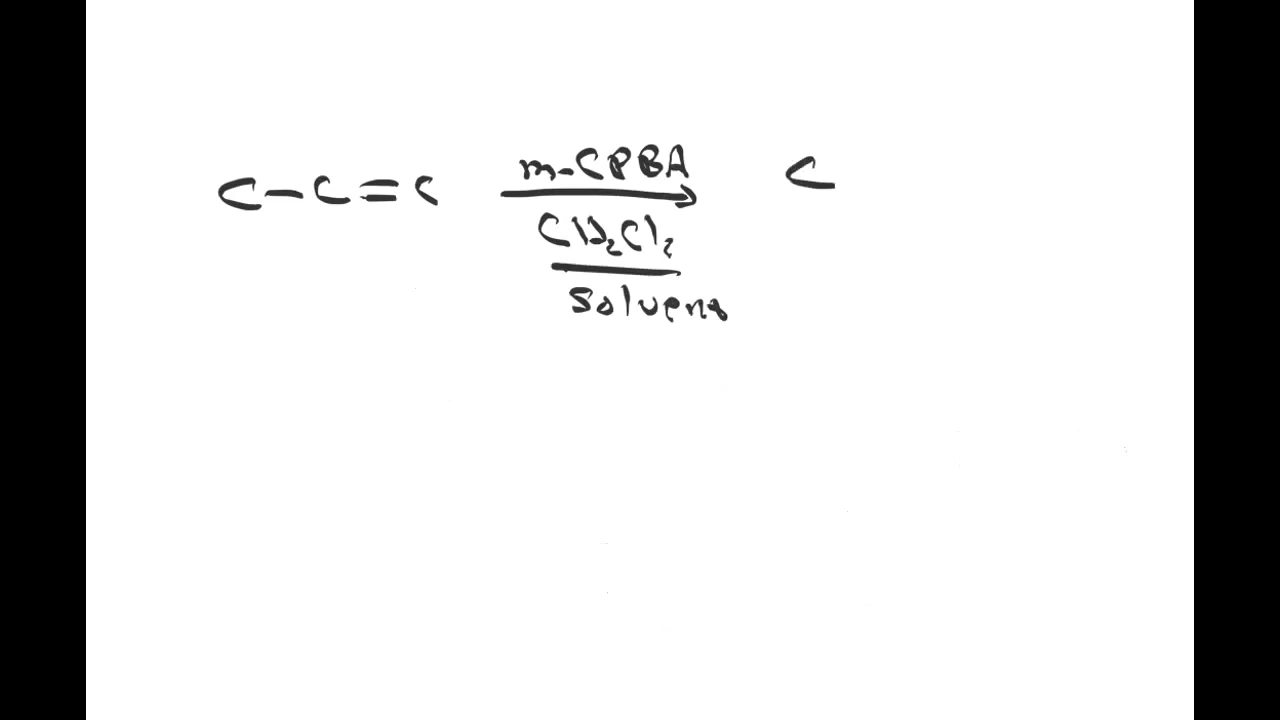 m-CPBA
C-C=C C
CH₂Cl₂
solvent